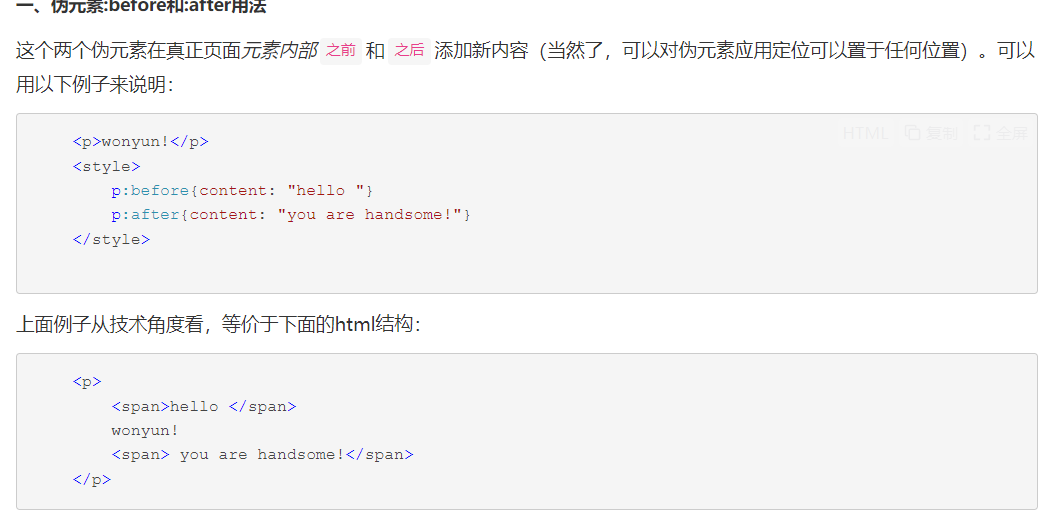 一、伪元素:before和:after用法
这个两个伪元素在真正页面元素内部 之前 和 之后 添加新内容（当然了，可以对伪元素应用定位可以置于任何位置）。可以
用以下例子来说明：
HTML 复制 全屏
<p>wonyun!</p>
<style>
    p:before{content: "hello "}
    p:after{content: "you are handsome!"}
</style>
上面例子从技术角度看，等价于下面的html结构：
<p>
    <span>hello </span>
    wonyun!
    <span> you are handsome!</span>
</p>